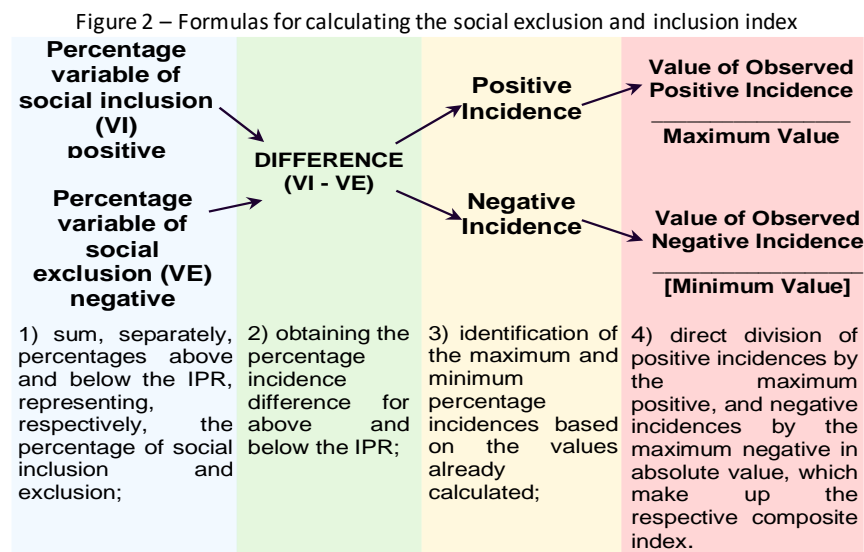 Figure 2 – Formulas for calculating the social exclusion and inclusion index
Percentage
variable of
social inclusion
(VI)
positive
Percentage
variable of
social
exclusion (VE)
negative
DIFFERENCE
(VI - VE)
Positive
Incidence
Negative
Incidence
Value of Observed
Positive Incidence
Maximum Value
Value of Observed
Negative Incidence
[Minimum Value]
1) sum, separately,
percentages above
and below the IPR,
representing,
respectively, the
percentage of social
inclusion and
exclusion;
2) obtaining the
percentage
incidence
difference for
above and
below the IPR;
3) identification of
the maximum and
minimum
percentage
incidences based
on the values
already
calculated;
4) direct division of
positive incidences by
the maximum
positive, and negative
incidences by the
maximum negative in
absolute value, which
make up the
respective composite
index.